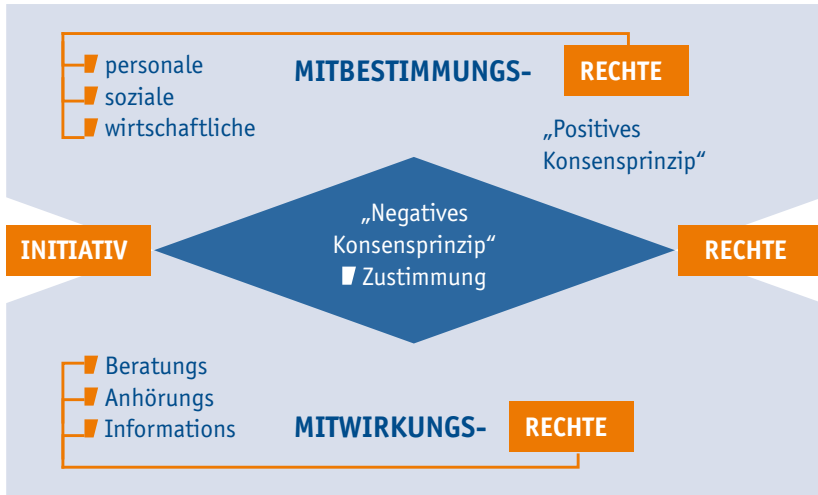 MITBESTIMMUNGS- RECHTE
personale
soziale
wirtschaftliche
„Positives
Konsensprinzip“
„Negatives
Konsensprinzip“
Zustimmung
INITIATIV RECHTE
Beratungs
Anhörungs
Informations
MITWIRKUNGS- RECHTE